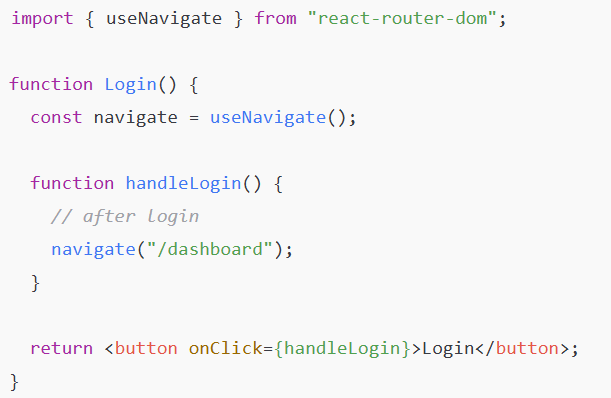 import { useNavigate } from "react-router-dom";
function Login() {
const navigate = useNavigate();
function handleLogin() {
// after login
navigate("/dashboard");
}
return <button onClick={handleLogin}>Login</button>;
}